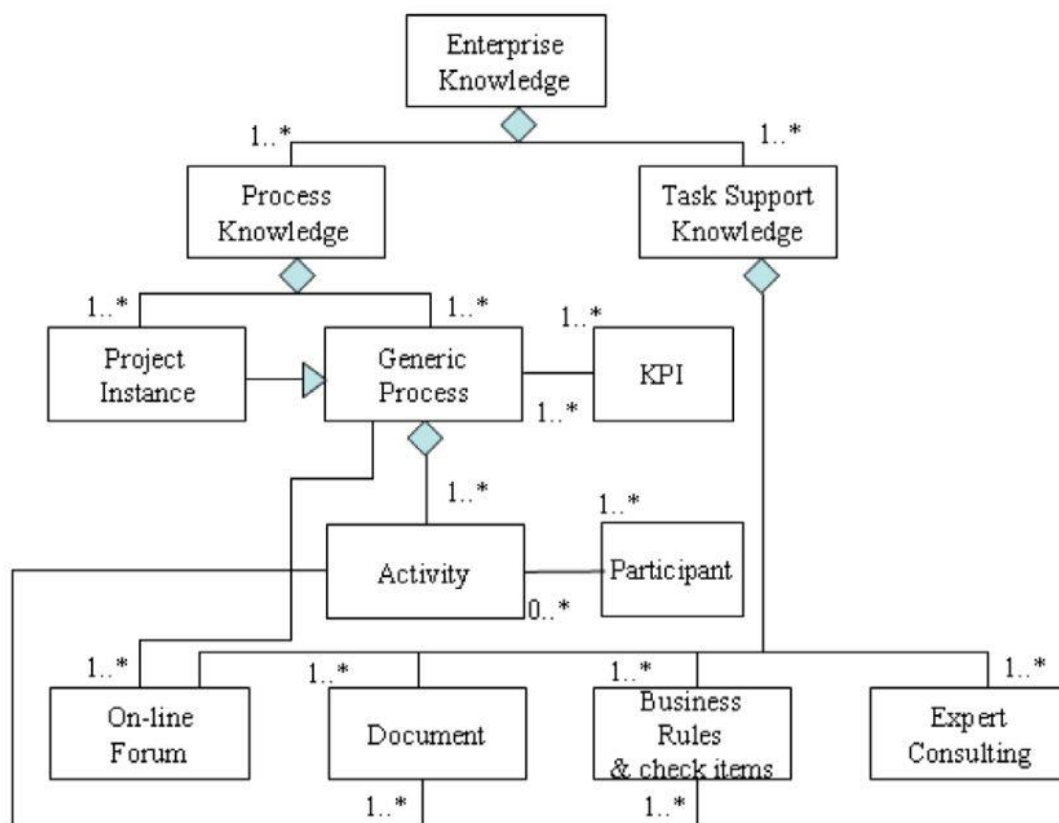 Enterprise
Knowledge
1..*
1..*
Process
Knowledge
Task Support
Knowledge
1..*
1..*
1..*
Project
Instance
Generic
Process
KPI
1..*
1..*
1..*
Activity
Participant
0..*
1..*
1..*
1..*
1..*
On-line
Forum
Document
Business
Rules
& check items
Expert
Consulting
1..*
1..*